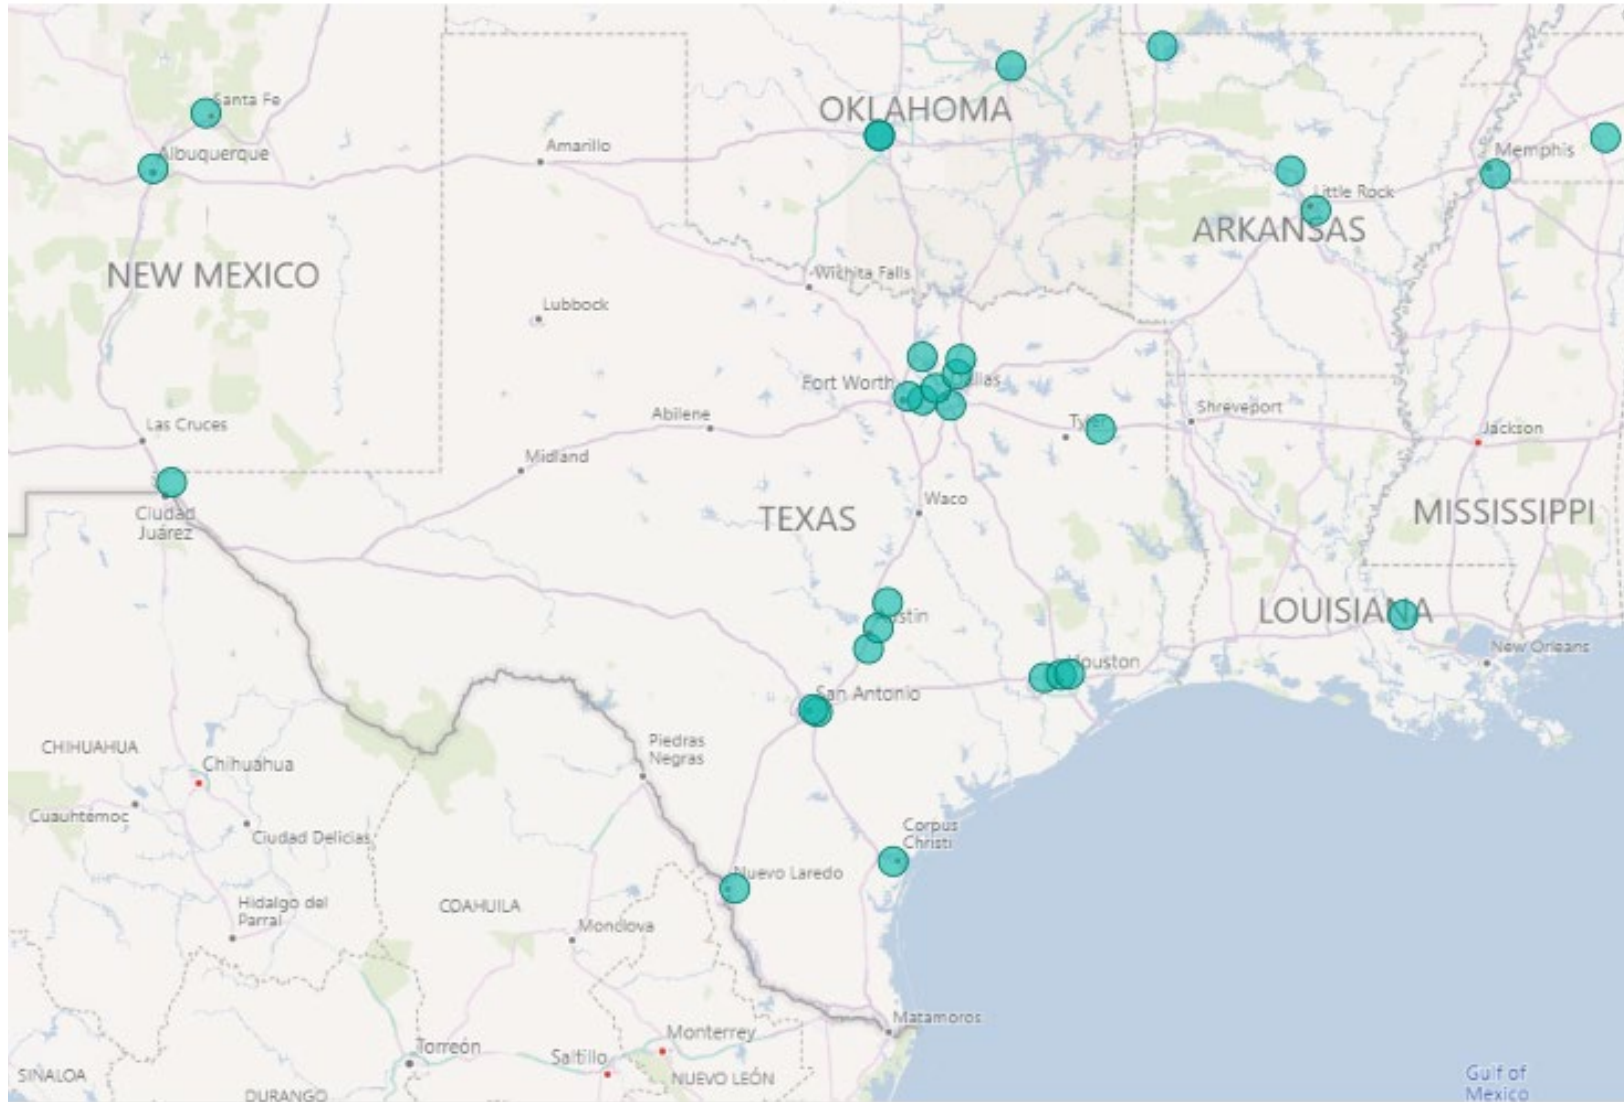 Santa Fe
OKLAHOMA
Albuquerque
Amarillo
Memphis
Little Rock
ARKANSAS
NEW MEXICO
Wichita Falls
Lubbock
Fort Worth
Dallas
Abilene
Shreveport
Las Cruces
Tyler
Jackson
Midland
Waco
Ciudad
Juárez
TEXAS
MISSISSIPPI
LOUISIANA
Austin
New Orleans
Houston
San Antonio
CHIHUAHUA
Piedras
Negras
Chihuahua
Cuauhtémoc
Ciudad Delicias
Corpus
Christi
Nuevo Laredo
Hidalgo del
Parral
COAHUILA
Monclova
Matamoros
Monterrey
Torreón
Saltillo
SINALOA
NUEVO LEÓN
DURANGO
Gulf of
Mexico